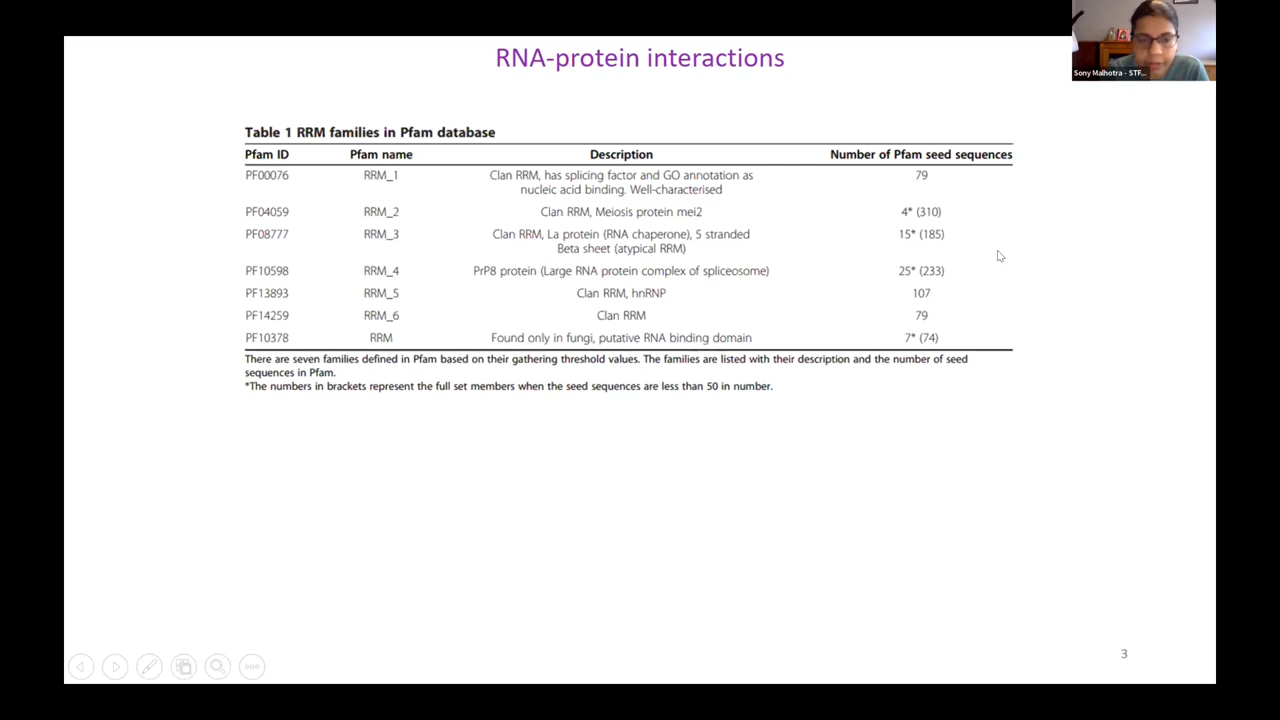 RNA-protein interactions
Sony Malhotra - STF...
Table 1 RRM families in Pfam database
Pfam ID Pfam name Description Number of Pfam seed sequences
PF00076 RRM_1 Clan RRM, has splicing factor and GO annotation as 79
nucleic acid binding. Well-characterised
PF04059 RRM_2 Clan RRM, Meiosis protein mei2 4* (310)
PF08777 RRM_3 Clan RRM, La protein (RNA chaperone), 5 stranded 15* (185)
Beta sheet (atypical RRM)
PF10598 RRM_4 PrP8 protein (Large RNA protein complex of spliceosome) 25* (233)
PF13893 RRM_5 Clan RRM, hnRNP 107
PF14259 RRM_6 Clan RRM 79
PF10378 RRM Found only in fungi, putative RNA binding domain 7* (74)
There are seven families defined in Pfam based on their gathering threshold values. The families are listed with their description and the number of seed
sequences in Pfam.
*The numbers in brackets represent the full set members when the seed sequences are less than 50 in number.
3